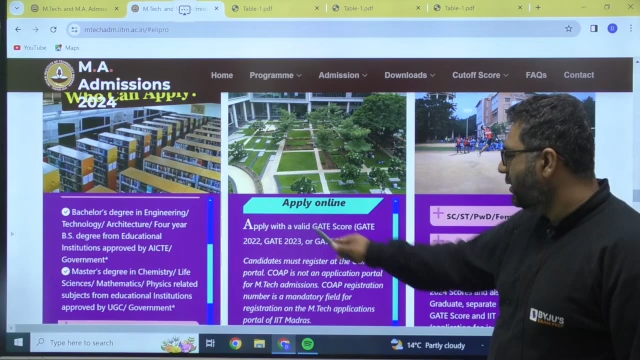 M.Tech. and M.A. Admiss
M.Tech. and
Table-1.pdf
Table-1.pdf
Table-1.pdf
mtechadm.iitm.ac.in/#elipro
YouTube
Maps
M.A.
Admissions
2024
Home
Programme
Admission
Downloads
Cutoff Score
FAQs
Contact
Who Can Apply?
Bachelor's degree in Engineering/
Technology/ Architecture/ Four year
B.S. degree from Educational
Institutions approved by AICTE/
Government*
Master's degree in Chemistry/ Life
Sciences/ Mathematics/ Physics related
subjects from educational Institutions
approved by UGC/ Government*
Apply online
Apply with a valid GATE Score (GATE
2022, GATE 2023, or
Candidates must register at the
portal. COAP is not an application portal
for M.Tech admissions. COAP registration
number is a mandatory field for
registration on the M.Tech applications
portal of IIT Madras.
SC/ST/PwD/Fem
2024 Scores and
Graduate, separate
GATE Score and IIT
BYJU'S
Type here to search
14°C Partly cloudy